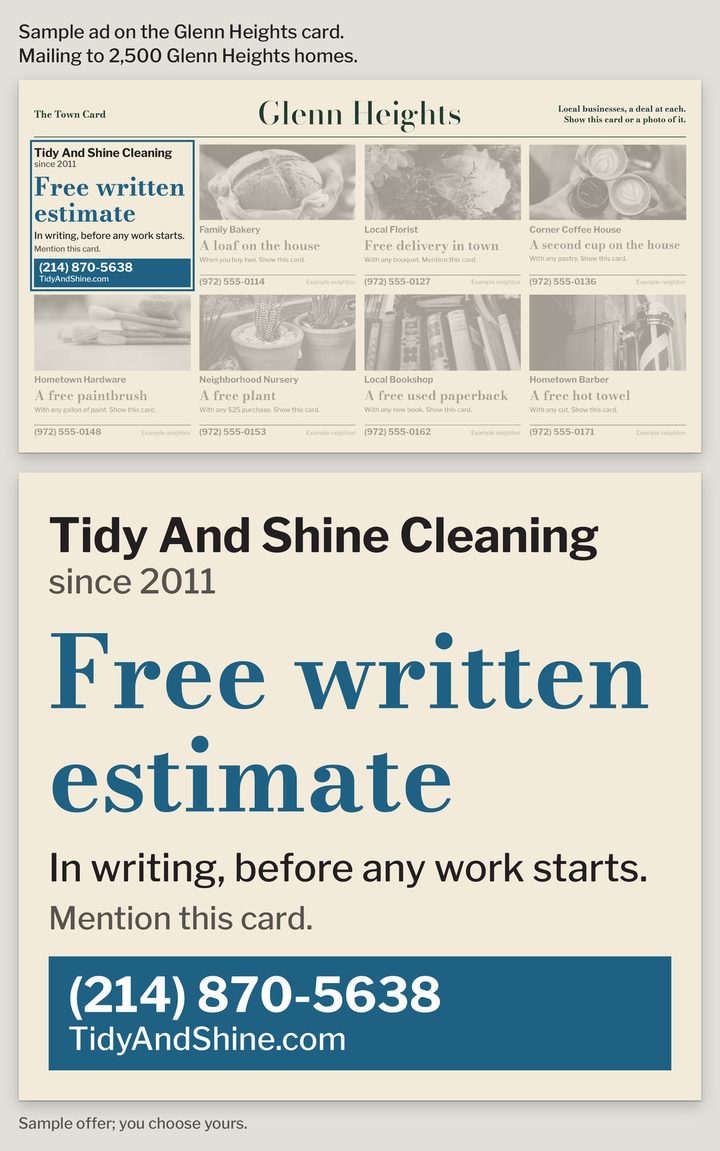 Sample ad on the Glenn Heights card.
Mailing to 2,500 Glenn Heights homes.
The Town Card
Glenn Heights
Local businesses, a deal at each.
Show this card or a photo of it.
Tidy And Shine Cleaning
since 2011
Free written
estimate
In writing, before any work starts.
Mention this card.
(214) 870-5638
TidyAndShine.com
Family Bakery
A loaf on the house
When you buy two. Show this card.
(972) 555-0114
Example neighbor
Local Florist
Free delivery in town
With any bouquet. Mention this card.
(972) 555-0127
Example neighbor
Corner Coffee House
A second cup on the house
With any pastry. Show this card.
(972) 555-0136
Example neighbor
Hometown Hardware
A free paintbrush
With any gallon of paint. Show this card.
(972) 555-0148
Example neighbor
Neighborhood Nursery
A free plant
With any $25 purchase. Show this card.
(972) 555-0153
Example neighbor
Local Bookshop
A free used paperback
With any new book. Show this card.
(972) 555-0162
Example neighbor
Hometown Barber
A free hot towel
With any cut. Show this card.
(972) 555-0171
Example neighbor
Tidy And Shine Cleaning
since 2011
Free written
estimate
In writing, before any work starts.
Mention this card.
(214) 870-5638
TidyAndShine.com
Sample offer; you choose yours.